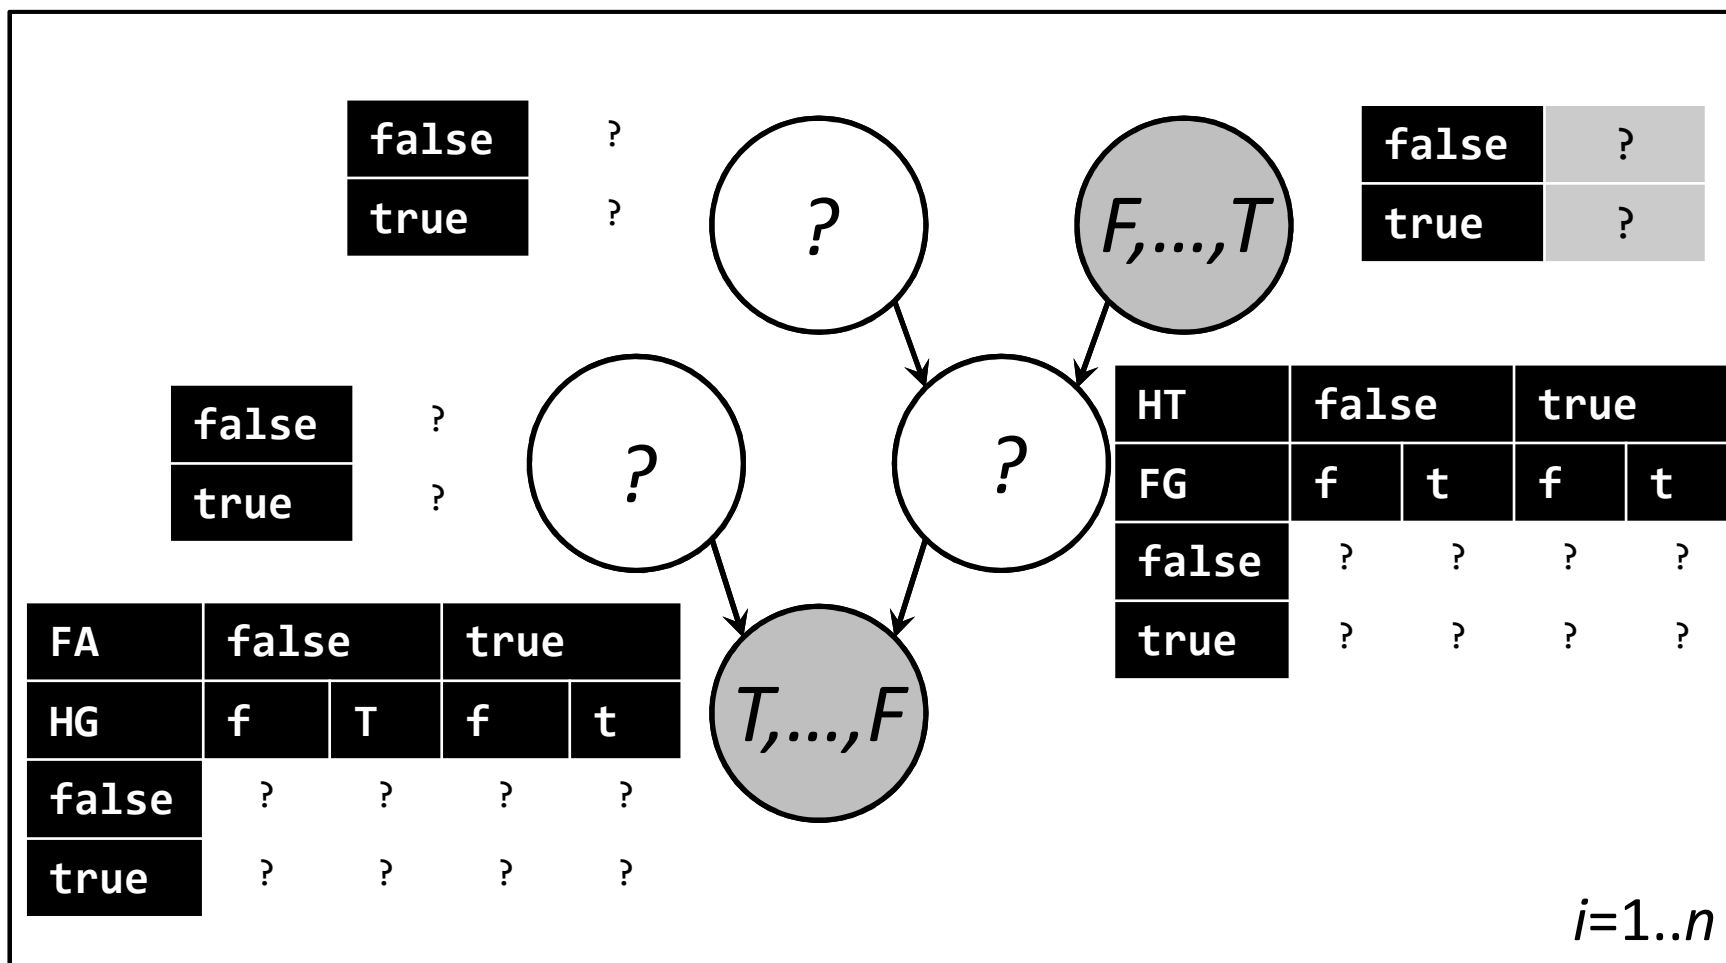 false ?
true ?
?
F,...,T
false ?
true ?
false ?
true ?
?
?
HT false true
FG f t f t
false ? ? ? ?
true ? ? ? ?
FA false true
HG f T f t
false ? ? ? ?
true ? ? ? ?
T,...,F
i=1..n